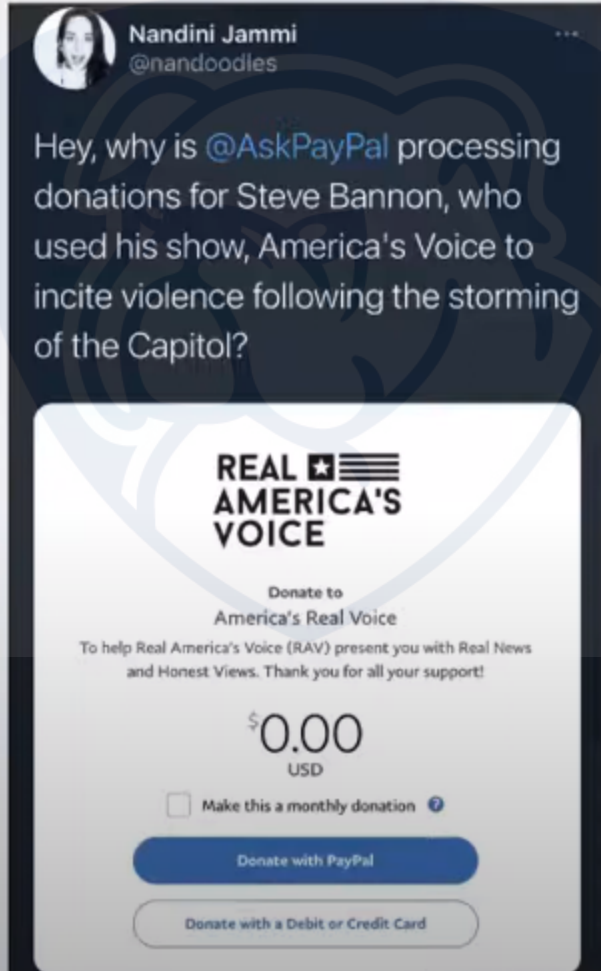 Nandini Jammi
@nandoodles
Hey, why is @AskPayPal processing
donations for Steve Bannon, who
used his show, America's Voice to
incite violence following the storming
of the Capitol?
REAL
AMERICA'S
VOICE
Donate to
America's Real Voice
To help Real America's Voice (RAV) present you with Real News
and Honest Views. Thank you for all your support!
$0.00
USD
Make this a monthly donation ?
Donate with PayPal
Donate with a Debit or Credit Card